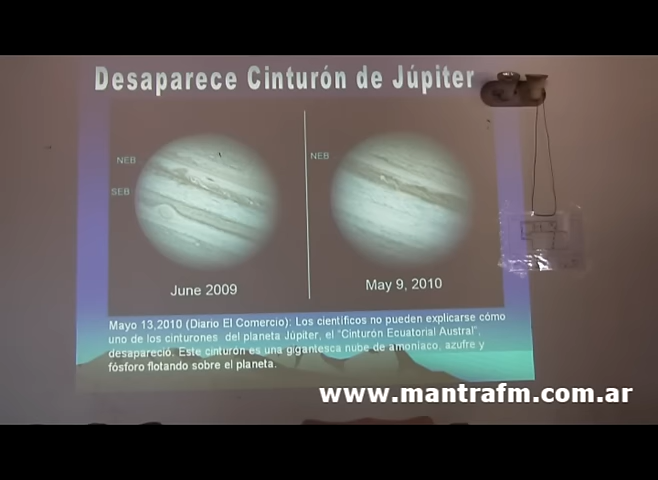 Desaparece Cinturón de Júpiter
NEB
SEB
NEB
June 2009
May 9, 2010
Mayo 13,2010 (Diario El Comercio): Los científicos no pueden explicarse cómo
uno de los cinturones del planeta Júpiter, el "Cinturón Ecuatorial Austral",
desapareció. Este cinturón es una gigantesca nube de amoníaco, azufre y
fósforo flotando sobre el planeta.
www.mantrafm.com.ar